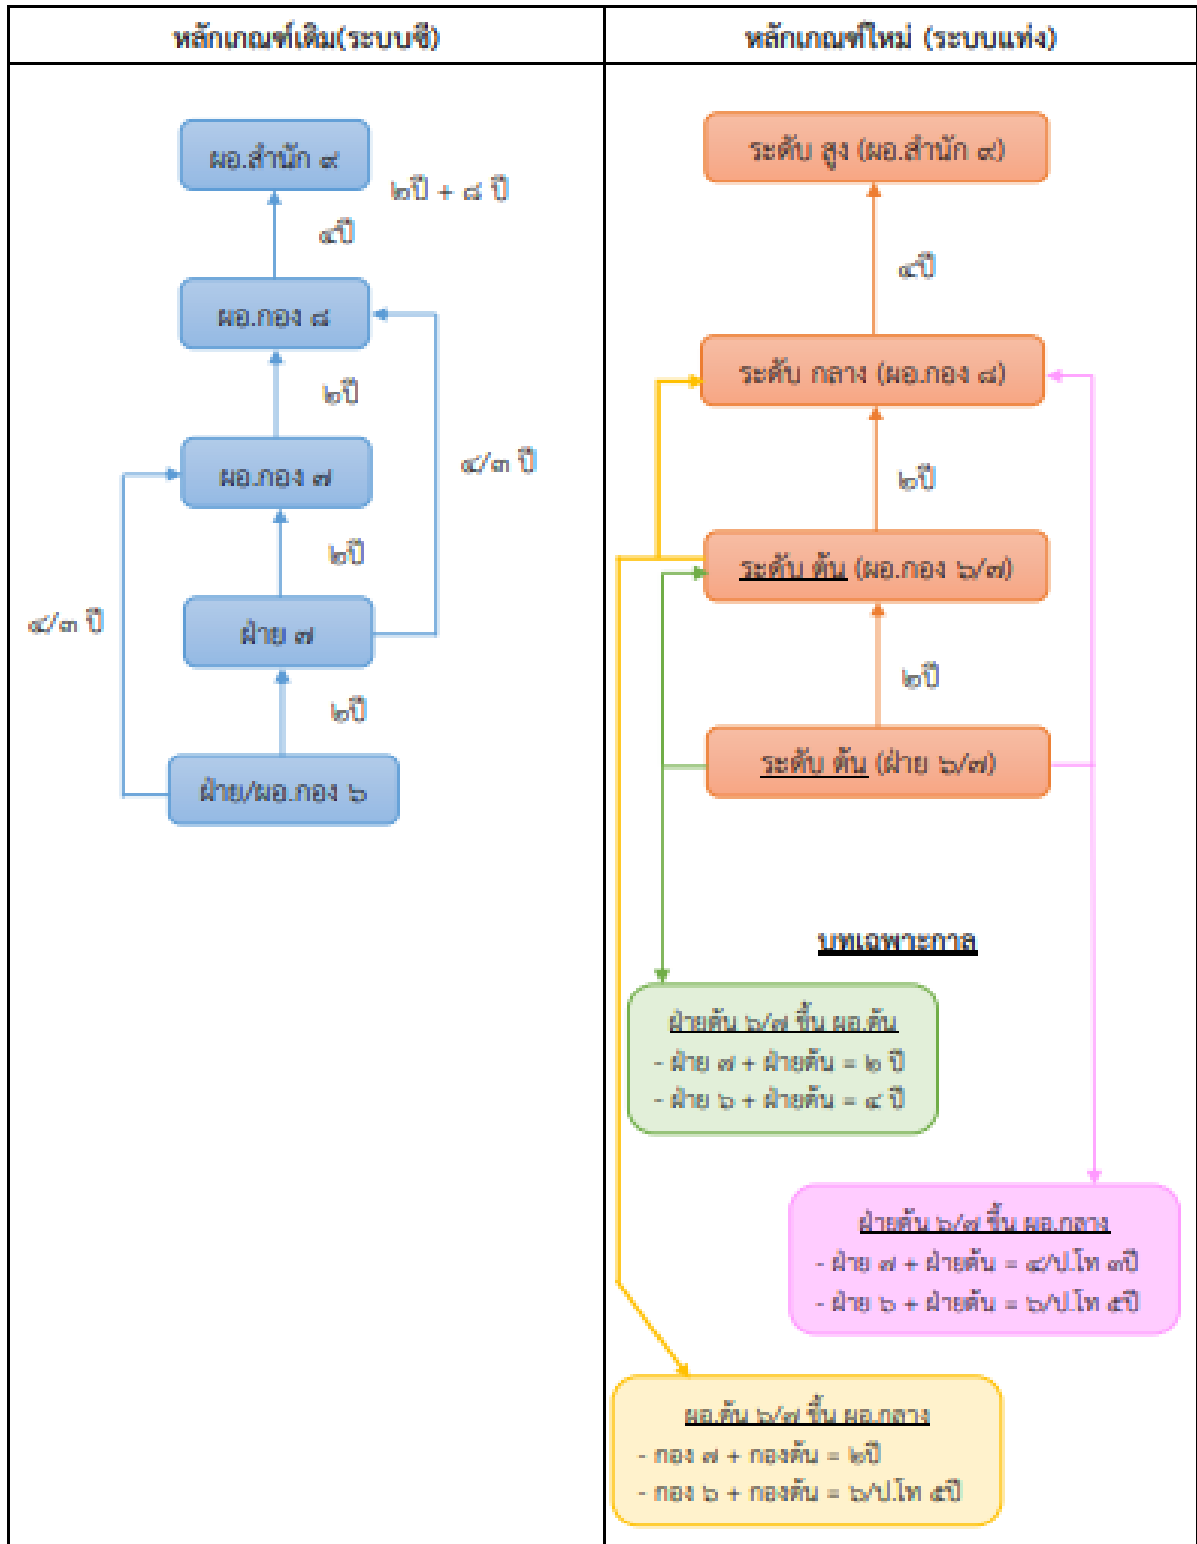 หลักเกณฑ์เดิม(ระบบซี)
ผอ.สำนัก ๙
๒ปี + ๘ ปี
๔ปี
ผอ.กอง ๘
๒ปี
ผอ.กอง ๗
๔/๓ ปี
๒ปี
ฝ่าย ๗
๔/๓ ปี
๒ปี
ฝ่าย/ผอ.กอง ๖
หลักเกณฑ์ใหม่ (ระบบแท่ง)
ระดับ สูง (ผอ.สำนัก ๙)
๔ปี
ระดับ กลาง (ผอ.กอง ๘)
๒ปี
ระดับ ต้น (ผอ.กอง ๖/๗)
๒ปี
ระดับ ต้น (ฝ่าย ๖/๗)
บทเฉพาะกาล
ฝ่ายต้น ๖/๗ ขึ้น ผอ.ต้น
- ฝ่าย ๗ + ฝ่ายต้น = ๒ ปี
- ฝ่าย ๖ + ฝ่ายต้น = ๔ ปี
ฝ่ายต้น ๖/๗ ขึ้น ผอ.กลาง
- ฝ่าย ๗ + ฝ่ายต้น = ๔/ป.โท ๓ปี
- ฝ่าย ๖ + ฝ่ายต้น = ๖/ป.โท ๕ปี
ผอ.ต้น ๖/๗ ขึ้น ผอ.กลาง
- กอง ๗ + กองต้น = ๒ปี
- กอง ๖ + กองต้น = ๖/ป.โท ๕ปี